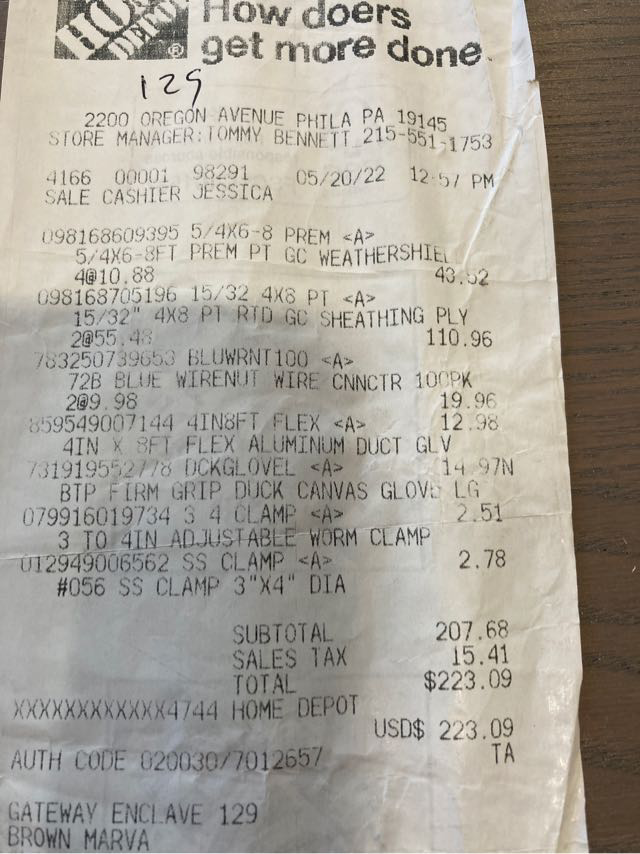 How doers
get more done.
129
2200 OREGON AVENUE PHILA PA 19145
STORE MANAGER:TOMMY BENNETT 215-551-1753
4166 00001 98291 05/20/22 12:57 PM
SALE CASHIER JESSICA
098168609395 5/4X6-8 PREM <A>
5/4X6-8FT PREM PT GC WEATHERSHIEL
4@10.88 43.52
098168705196 15/32 4X8 PT <A>
15/32" 4X8 PT RTD GC SHEATHING PLY
2@55.48 110.96
783250739653 BLUWRNT100 <A>
72B BLUE WIRENUT WIRE CNNCTR 100PK
2@9.98 19.96
859549007144 4IN8FT FLEX <A> 12.98
4IN X 8FT FLEX ALUMINUM DUCT GLV
731919552778 DCKGLOVEL <A> 14.97N
BTP FIRM GRIP DUCK CANVAS GLOVE LG
079916019734 3 4 CLAMP <A> 2.51
3 TO 4IN ADJUSTABLE WORM CLAMP
012949006562 SS CLAMP <A> 2.78
#056 SS CLAMP 3"X4" DIA
SUBTOTAL 207.68
SALES TAX 15.41
TOTAL $223.09
XXXXXXXXXXXX4744 HOME DEPOT
USD$ 223.09
AUTH CODE 020030/7012657 TA
GATEWAY ENCLAVE 129
BROWN MARVA